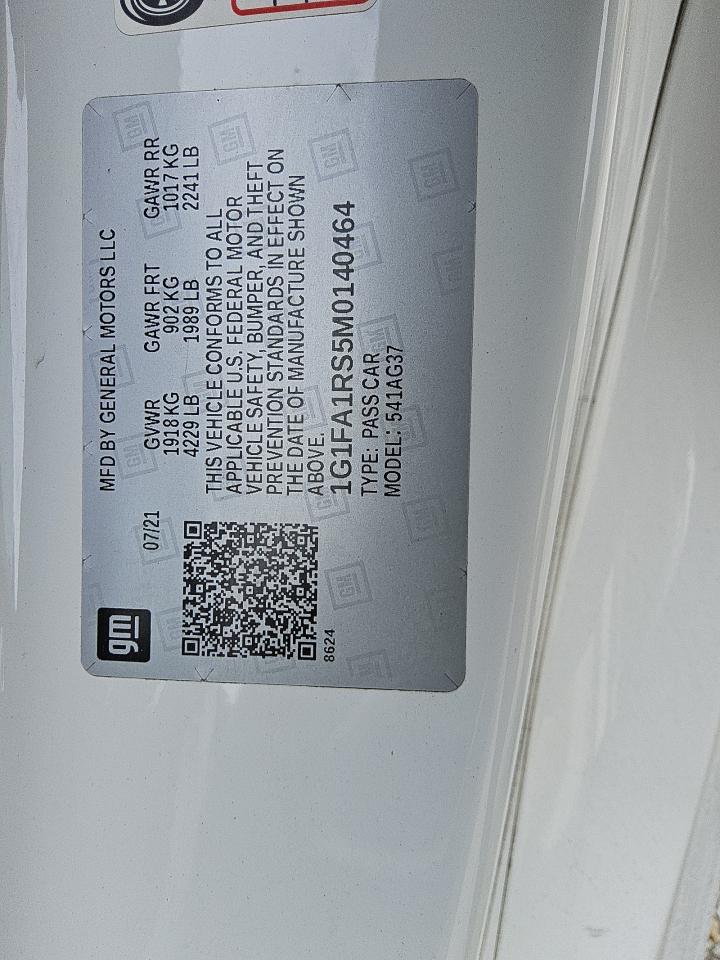 gm
MFD BY GENERAL MOTORS LLC
07/21
GVWR GAWR FRT GAWR RR
1918 KG 902 KG 1017 KG
4229 LB 1989 LB 2241 LB
THIS VEHICLE CONFORMS TO ALL
APPLICABLE U.S. FEDERAL MOTOR
VEHICLE SAFETY, BUMPER, AND THEFT
PREVENTION STANDARDS IN EFFECT ON
THE DATE OF MANUFACTURE SHOWN
ABOVE.
1G1FA1RS5M0140464
TYPE: PASS CAR
MODEL: 541AG37
8624